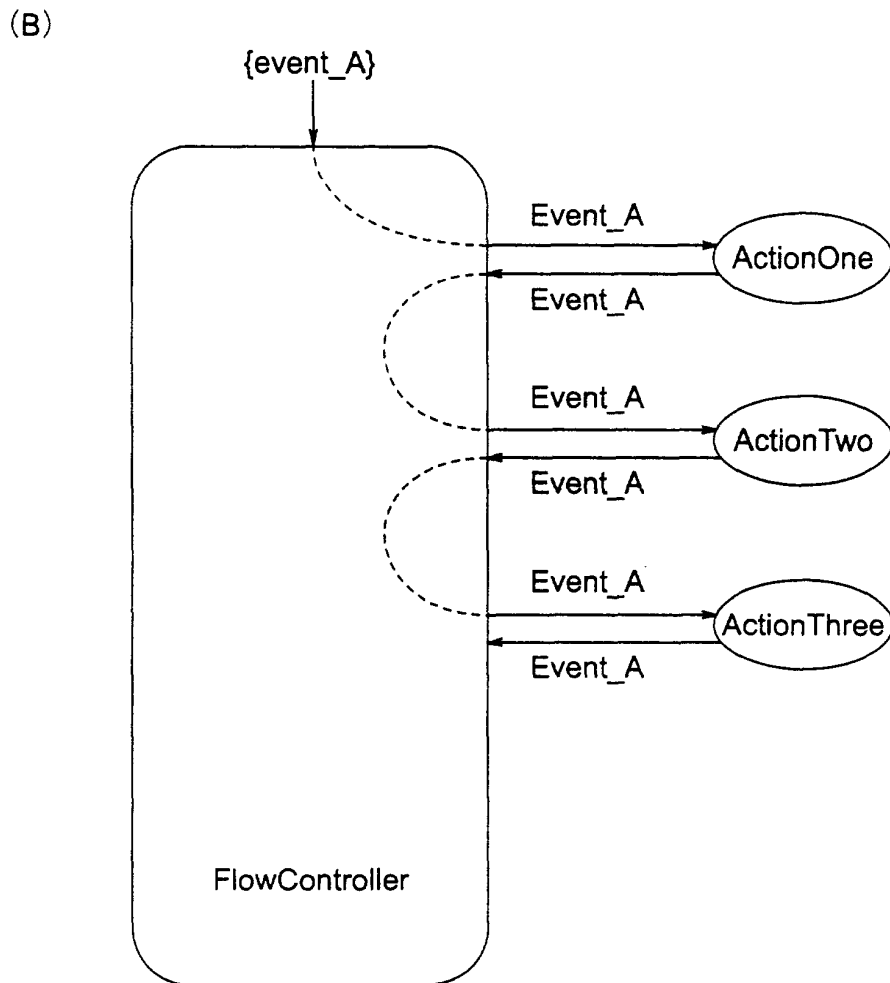 (B)
{event_A}
Event_A
ActionOne
Event_A
Event_A
ActionTwo
Event_A
Event_A
ActionThree
Event_A
FlowController